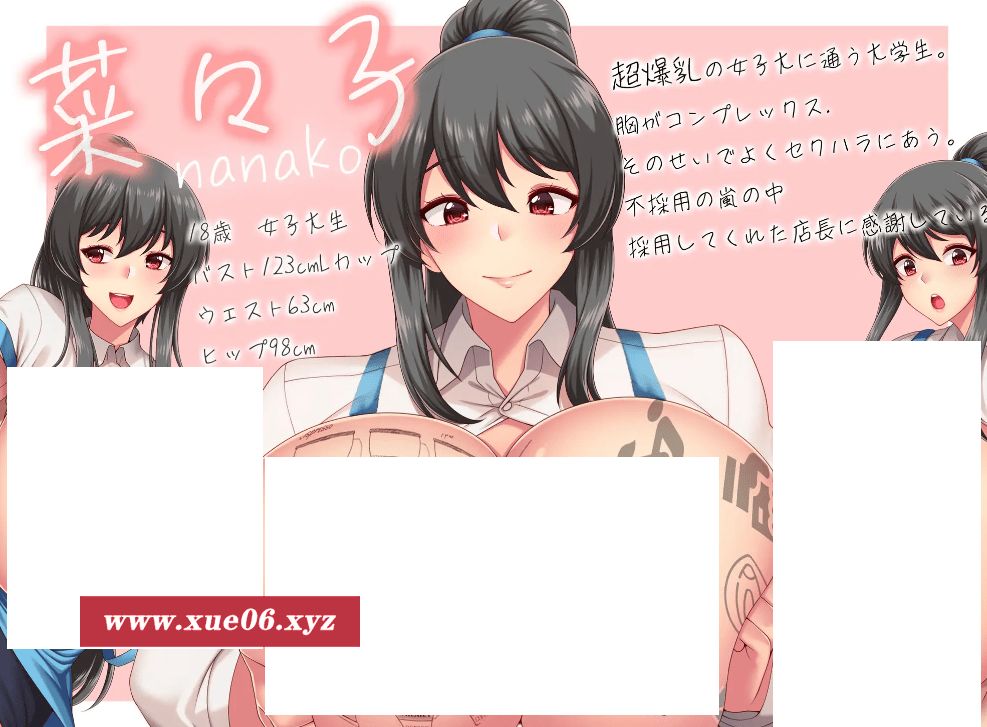 菜々子
nanako
18歳 女子大生
バスト123cmLカップ
ウエスト63cm
ヒップ98cm
超爆乳の女子大に通う大学生。
胸がコンプレックス.
そのせいでよくセクハラにあう。
不採用の嵐の中
採用してくれた店長に感謝している
www.xue06.xyz